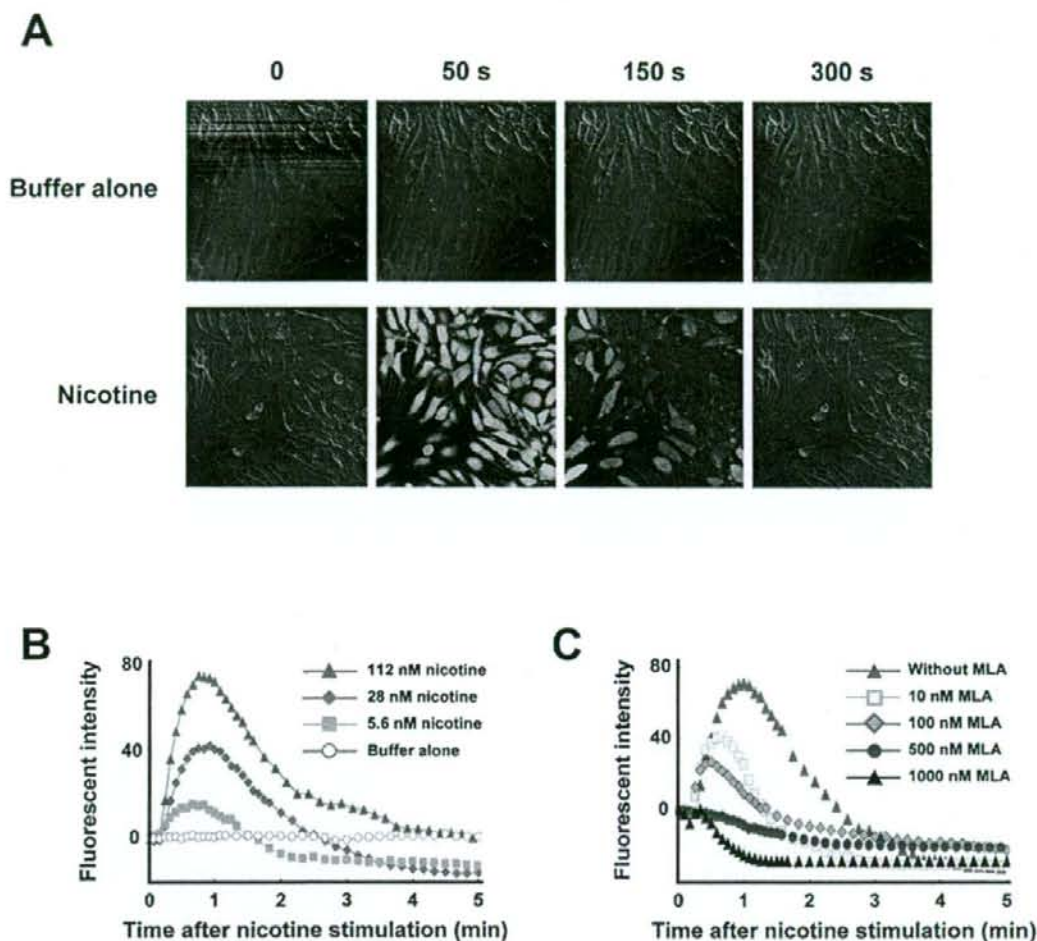 A
0 50 s 150 s 300 s
Buffer alone
Nicotine
B
Fluorescent intensity
80
40
0
112 nM nicotine
28 nM nicotine
5.6 nM nicotine
Buffer alone
0 1 2 3 4 5
Time after nicotine stimulation (min)
C
Fluorescent intensity
80
40
0
Without MLA
10 nM MLA
100 nM MLA
500 nM MLA
1000 nM MLA
0 1 2 3 4 5
Time after nicotine stimulation (min)